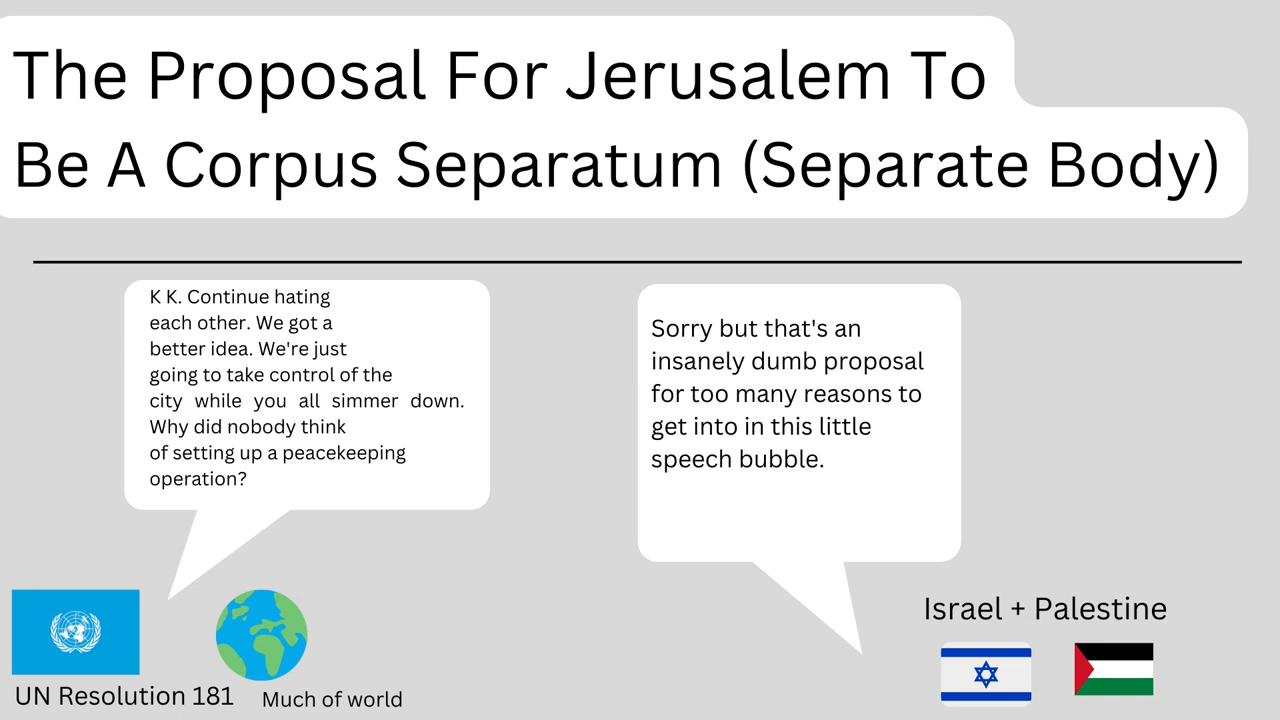 The Proposal For Jerusalem To
Be A Corpus Separatum (Separate Body)
K K. Continue hating
each other. We got a
better idea. We're just
going to take control of the
city while you all simmer down.
Why did nobody think
of setting up a peacekeeping
operation?
Sorry but that's an
insanely dumb proposal
for too many reasons to
get into in this little
speech bubble.
UN Resolution 181
Much of world
Israel + Palestine